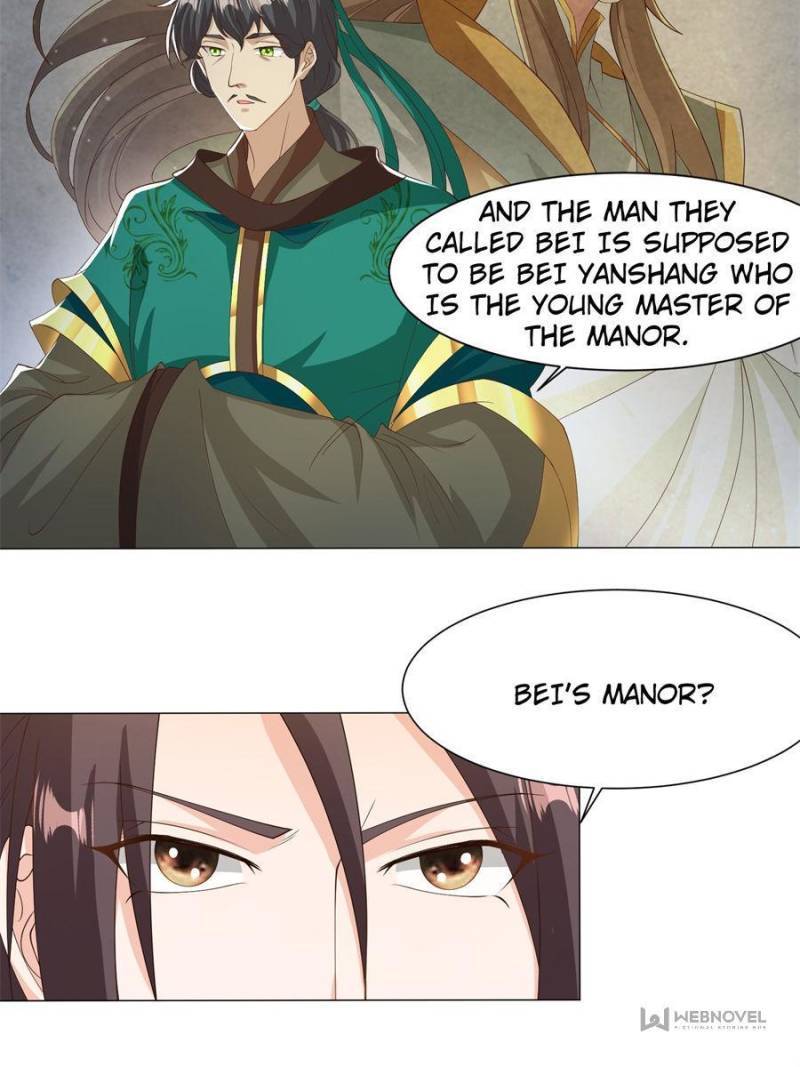 AND THE MAN THEY
CALLED BEI IS SUPPOSED
TO BE BEI YANSHANG WHO
IS THE YOUNG MASTER OF
THE MANOR.
BEI'S MANOR?
WEBNOVEL